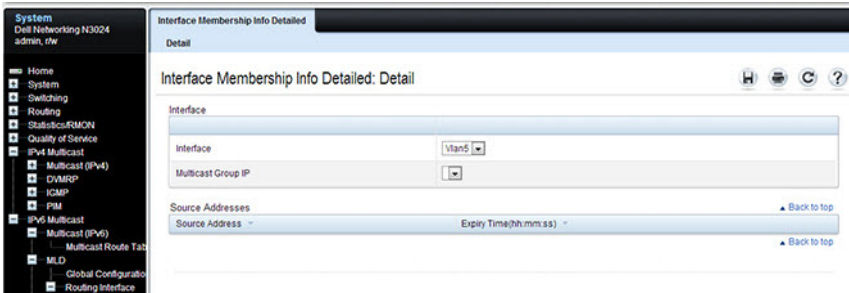 System
Dell Networking N3024
admin, r/w
Home
System
Switching
Routing
Statistics/RMON
Quality of Service
IPv4 Multicast
Multicast (IPv4)
DVMRP
IGMP
PIM
IPv6 Multicast
Multicast (IPv6)
Multicast Route Tab
MLD
Global Configuratio
Routing Interface
Interface Membership Info Detailed
Detail
Interface Membership Info Detailed: Detail
Interface
Interface
Vlan5
Multicast Group IP
Source Addresses
Back to top
Source Address
Expiry Time(hh:mm:ss)
Back to top